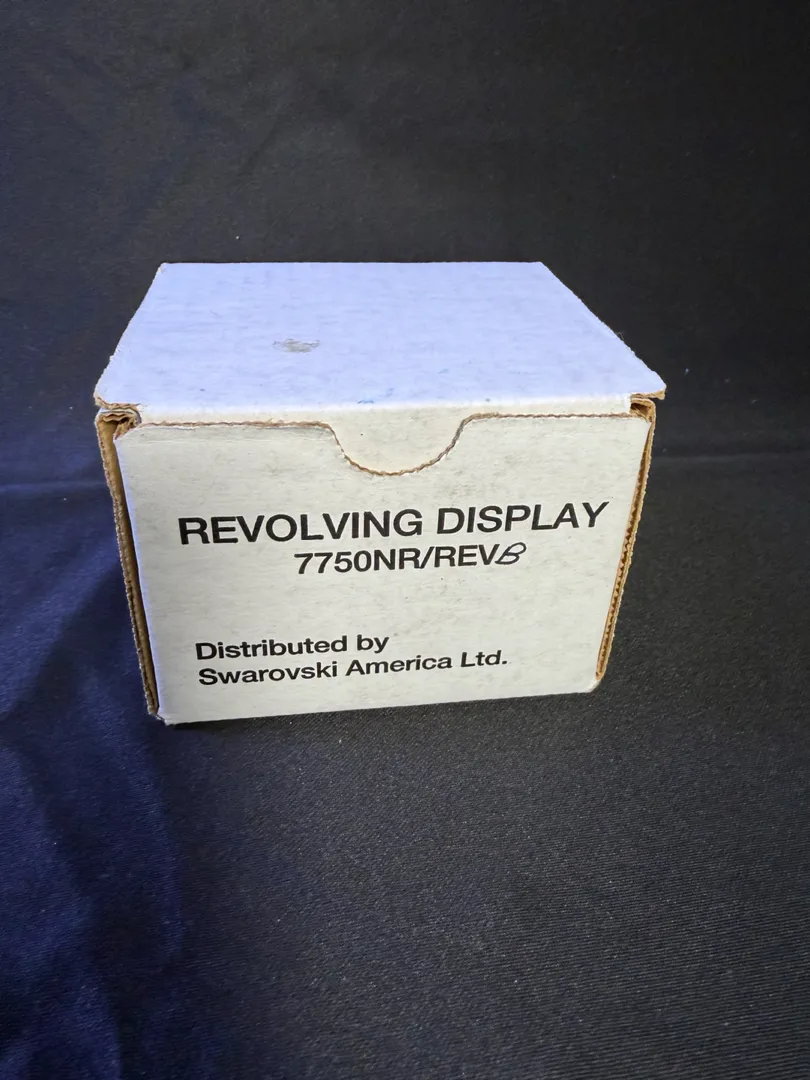 REVOLVING DISPLAY
7750NR/REVB
Distributed by
Swarovski America Ltd.